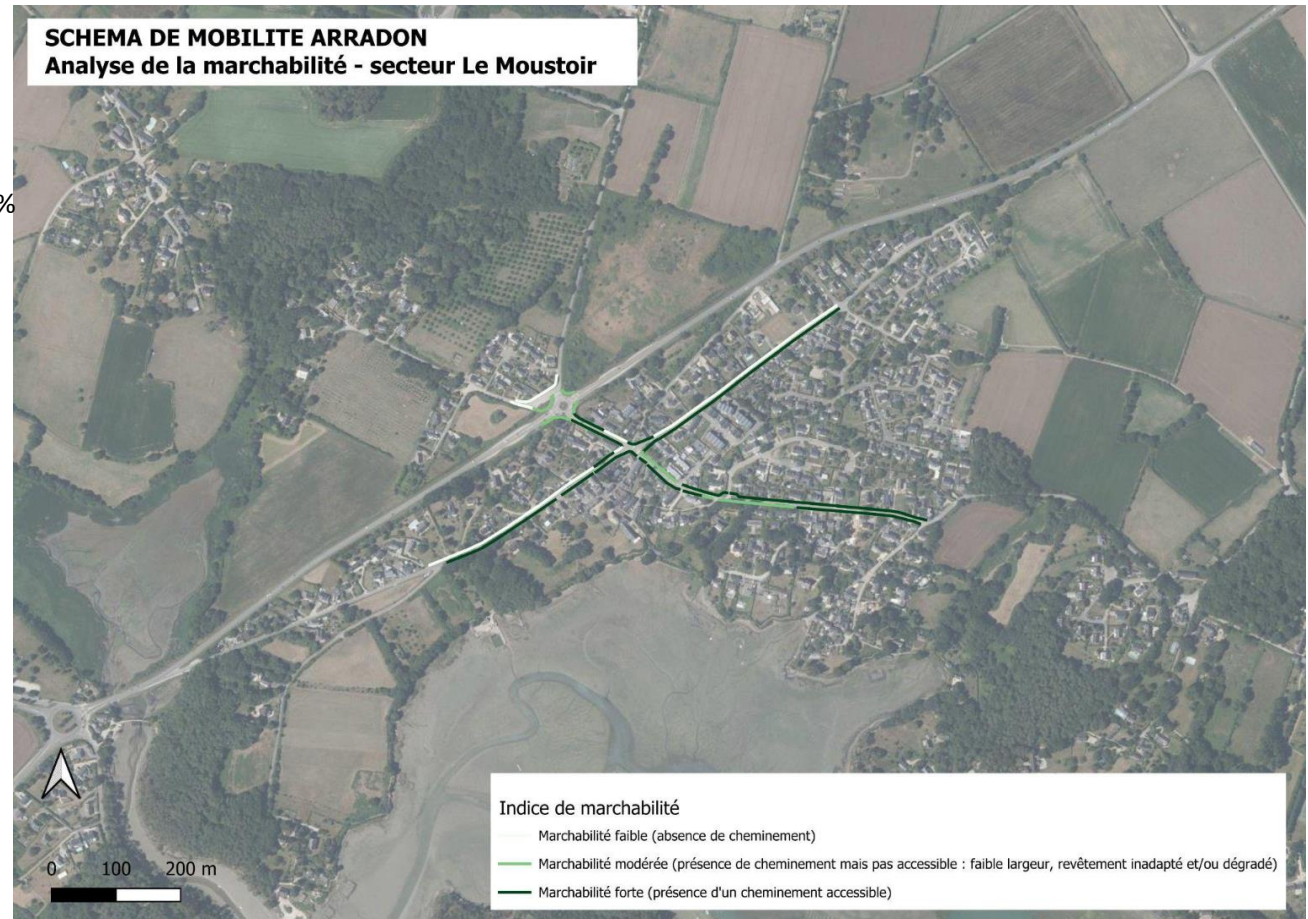 SCHEMA DE MOBILITE ARRADON
Analyse de la marchabilité - secteur Le Moustoir
%
Indice de marchabilité
Marchabilité faible (absence de cheminement)
Marchabilité modérée (présence de cheminement mais pas accessible : faible largeur, revêtement inadapté et/ou dégradé)
Marchabilité forte (présence d'un cheminement accessible)
0 100 200 m